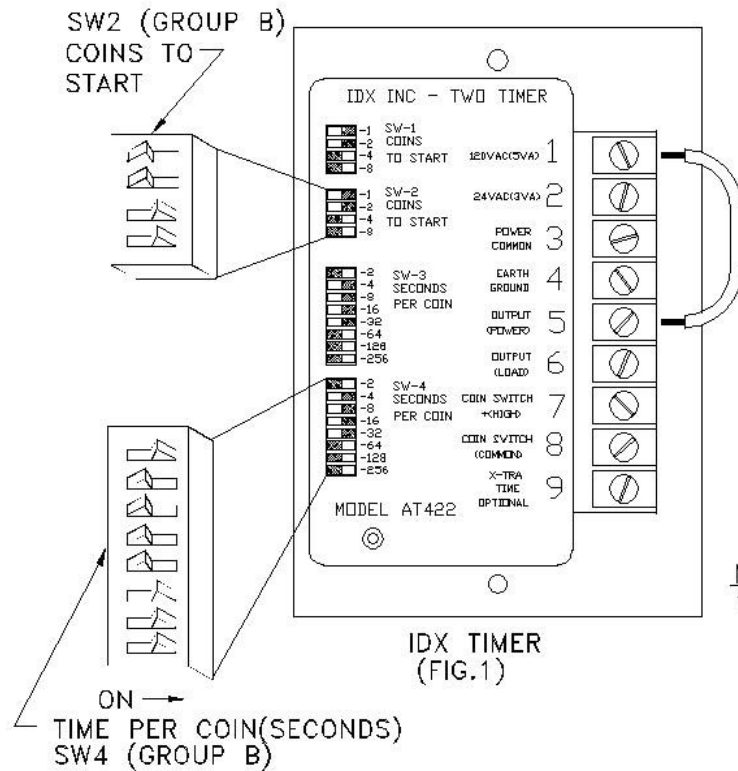 SW2 (GROUP B)
COINS TO
START
IDX INC - TWO TIMER
-1
-2
-4
-8
SW-1
COINS
TO START
-1
-2
-4
-8
SW-2
COINS
TO START
-2
-4
-8
-16
-32
-64
-128
-256
SW-3
SECONDS
PER COIN
-2
-4
-8
-16
-32
-64
-128
-256
SW-4
SECONDS
PER COIN
120VAC(5VA) 1
24VAC(3VA) 2
POWER
COMMON 3
EARTH
GROUND 4
OUTPUT
(POWER) 5
OUTPUT
(LOAD) 6
COIN SWITCH
+(HIGH) 7
COIN SWITCH
(COMMON) 8
X-TRA
TIME
OPTIONAL 9
MODEL AT422
IDX TIMER
(FIG.1)
ON
TIME PER COIN(SECONDS)
SW4 (GROUP B)